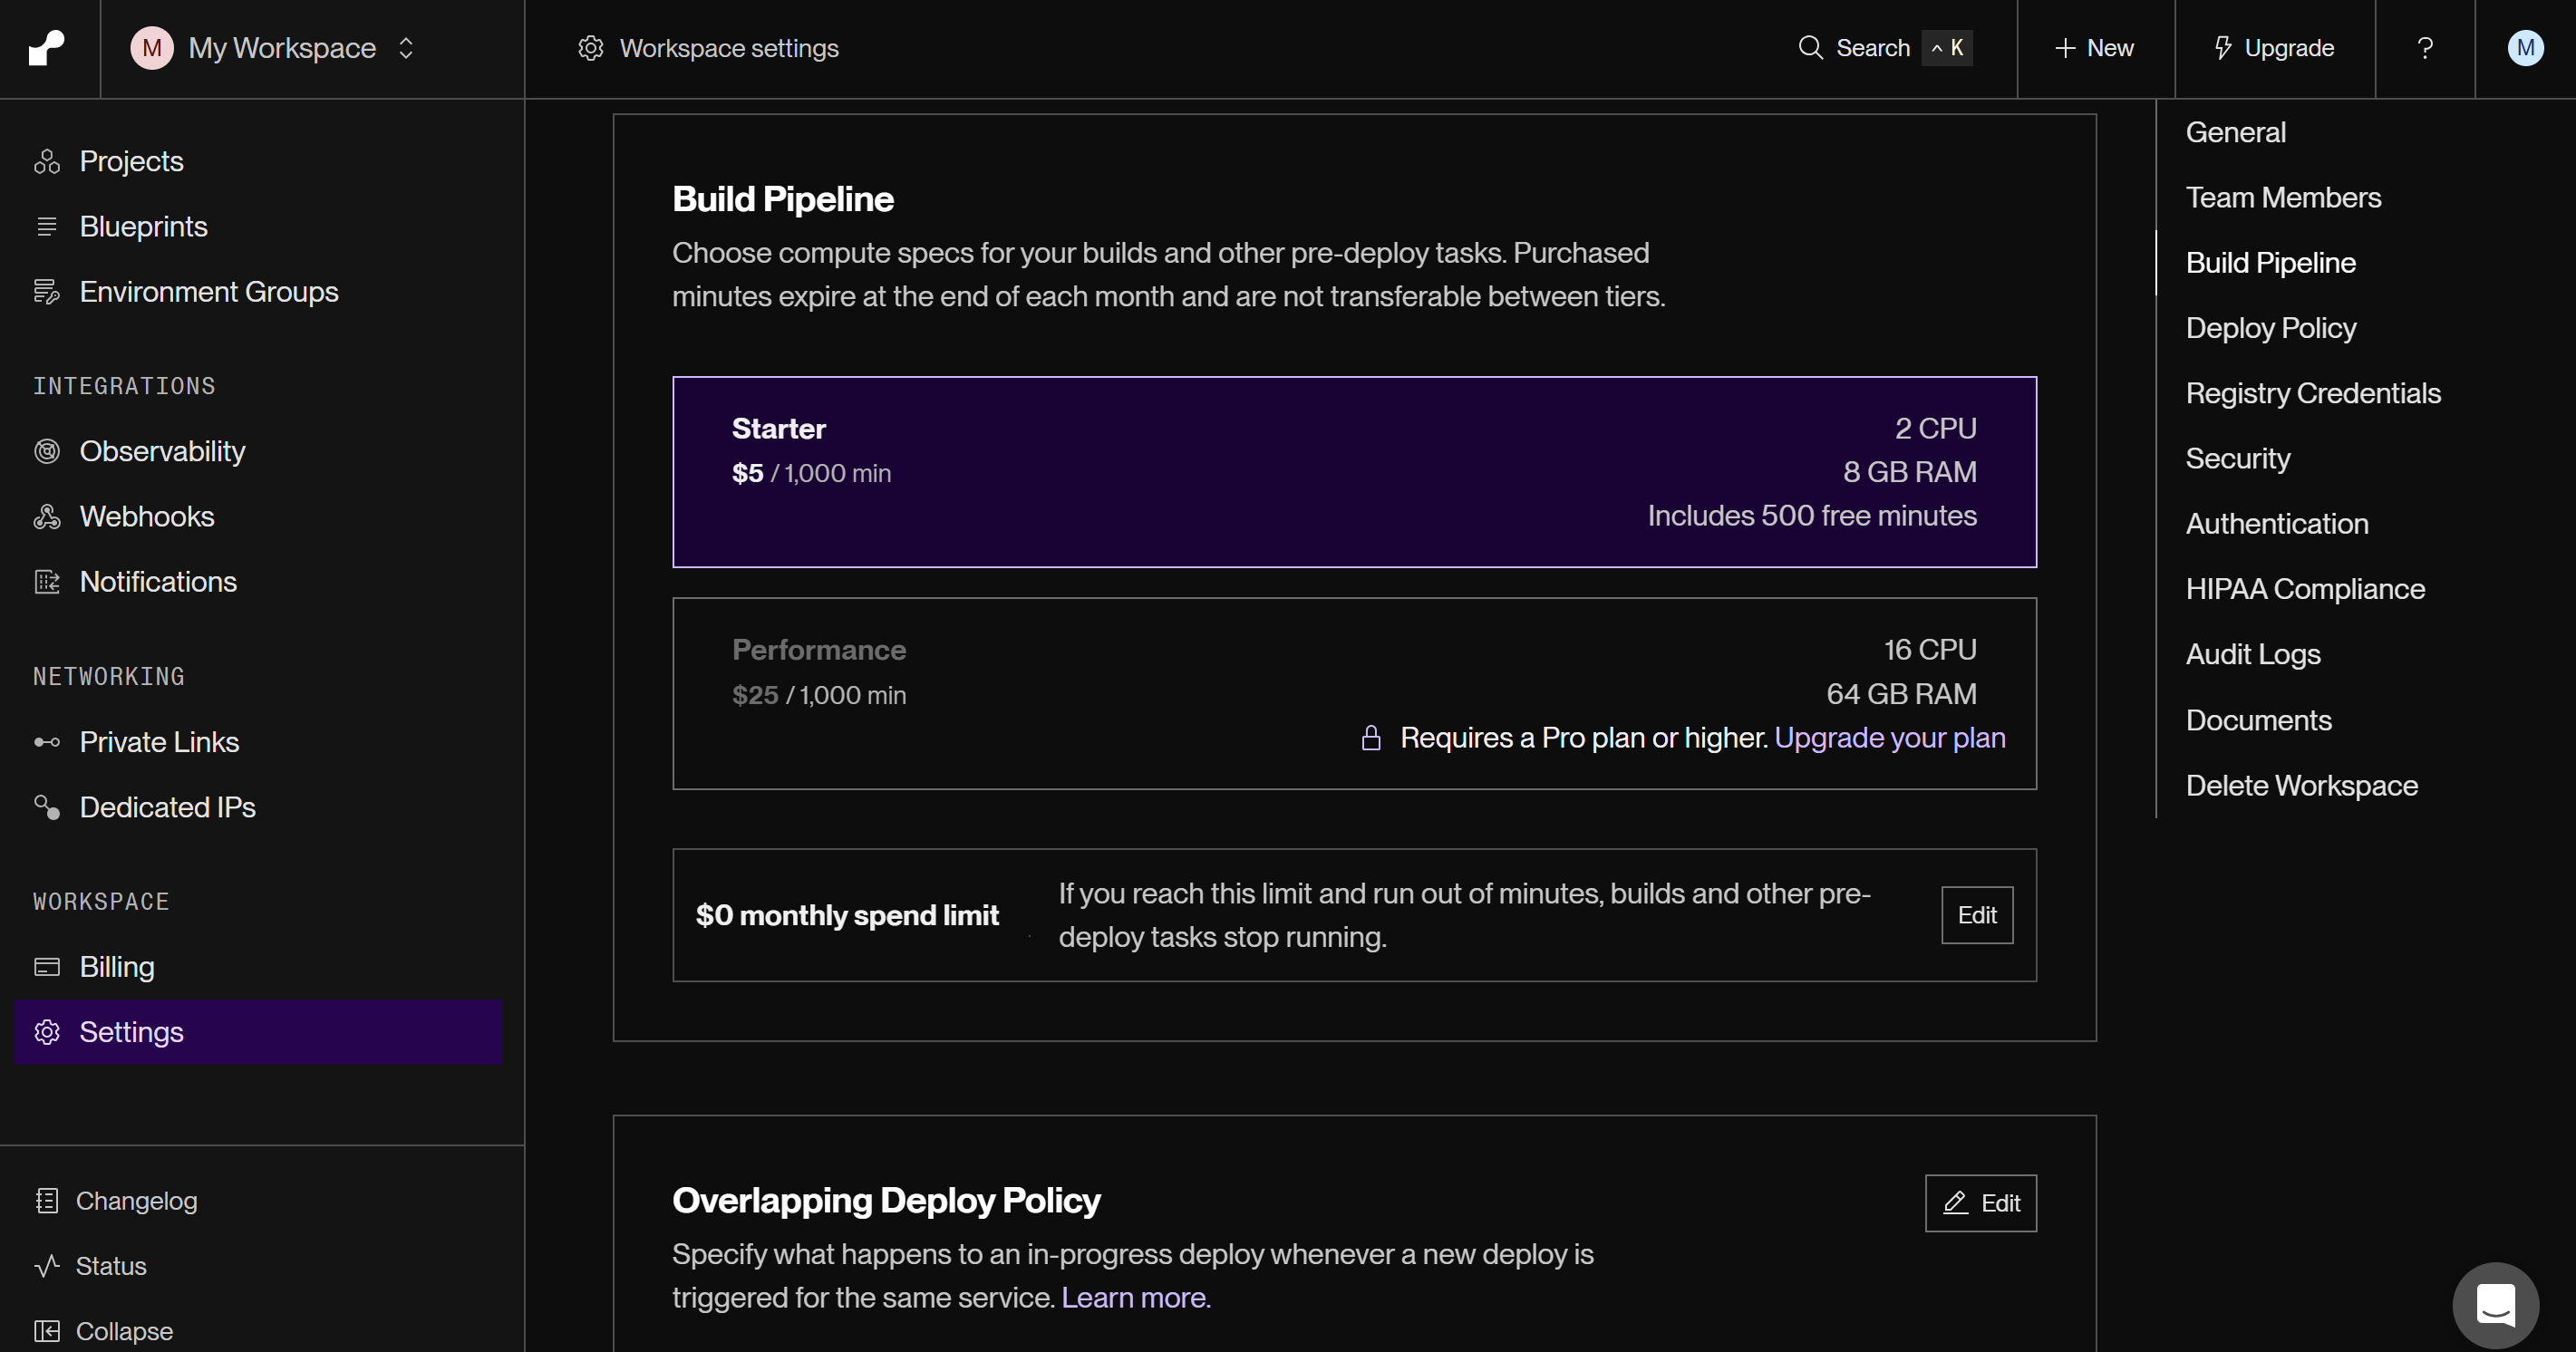 M My Workspace
Workspace settings
Search ^ K
New
Upgrade
?
M
Projects
Blueprints
Environment Groups
INTEGRATIONS
Observability
Webhooks
Notifications
NETWORKING
Private Links
Dedicated IPs
WORKSPACE
Billing
Settings
Changelog
Status
Collapse
Build Pipeline
Choose compute specs for your builds and other pre-deploy tasks. Purchased
minutes expire at the end of each month and are not transferable between tiers.
Starter
$5 / 1,000 min
2 CPU
8 GB RAM
Includes 500 free minutes
Performance
$25 / 1,000 min
16 CPU
64 GB RAM
Requires a Pro plan or higher. Upgrade your plan
$0 monthly spend limit
If you reach this limit and run out of minutes, builds and other pre-
deploy tasks stop running.
Edit
Overlapping Deploy Policy
Edit
Specify what happens to an in-progress deploy whenever a new deploy is
triggered for the same service. Learn more.
General
Team Members
Build Pipeline
Deploy Policy
Registry Credentials
Security
Authentication
HIPAA Compliance
Audit Logs
Documents
Delete Workspace